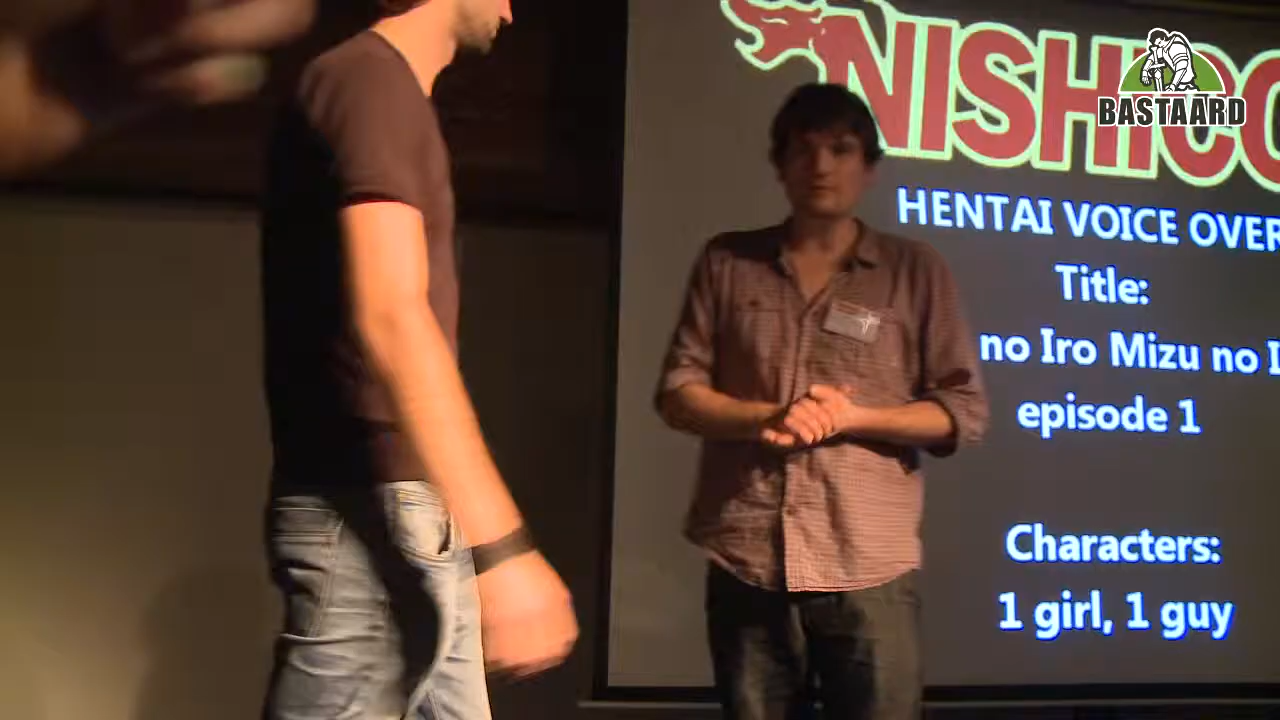 NISHICO
BASTAARD
HENTAI VOICE OVER
Title:
no Iro Mizu no I
episode 1
Characters:
1 girl, 1 guy